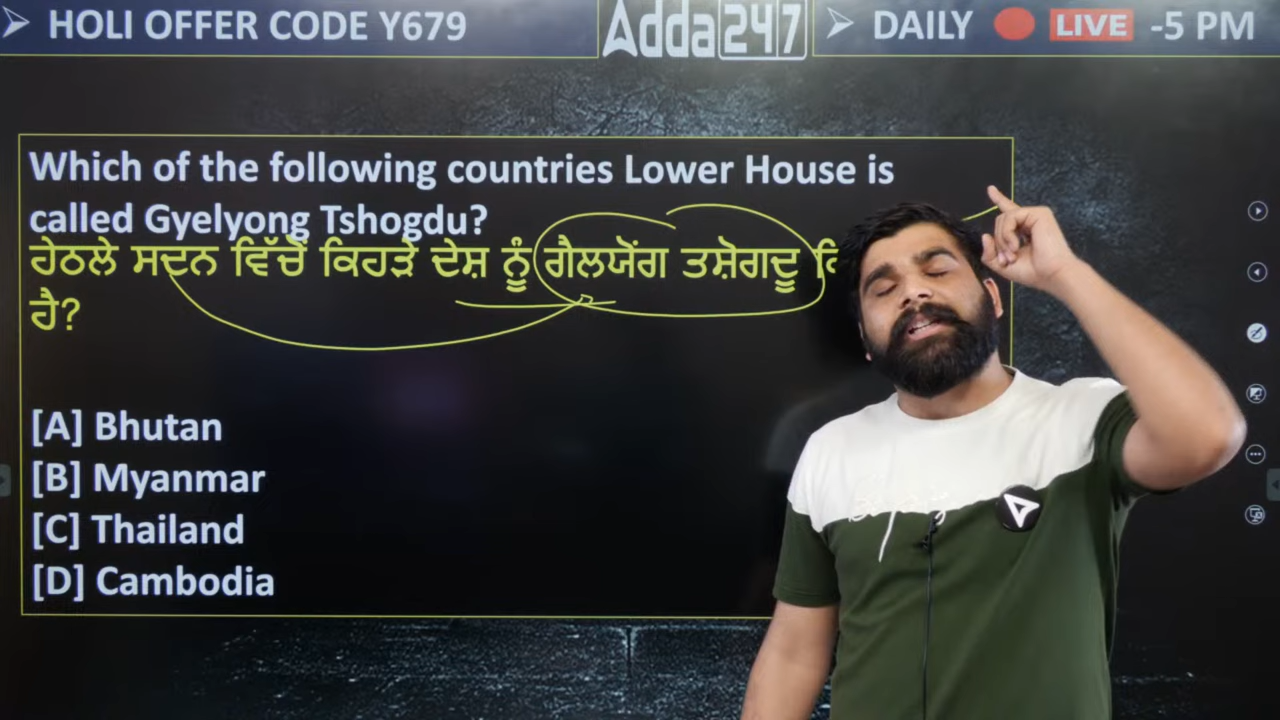 HOLI OFFER CODE Y679
Adda247
DAILY LIVE -5 PM
Which of the following countries Lower House is
called Gyelyong Tshogdu?
ਹੇਠਲੇ ਸਦਨ ਵਿੱਚੋਂ ਕਿਹੜੇ ਦੇਸ਼ ਨੂੰ ਗੈਲਯੋਂਗ ਤਸ਼ੋਗਦੂ
ਹੈ?
[A] Bhutan
[B] Myanmar
[C] Thailand
[D] Cambodia